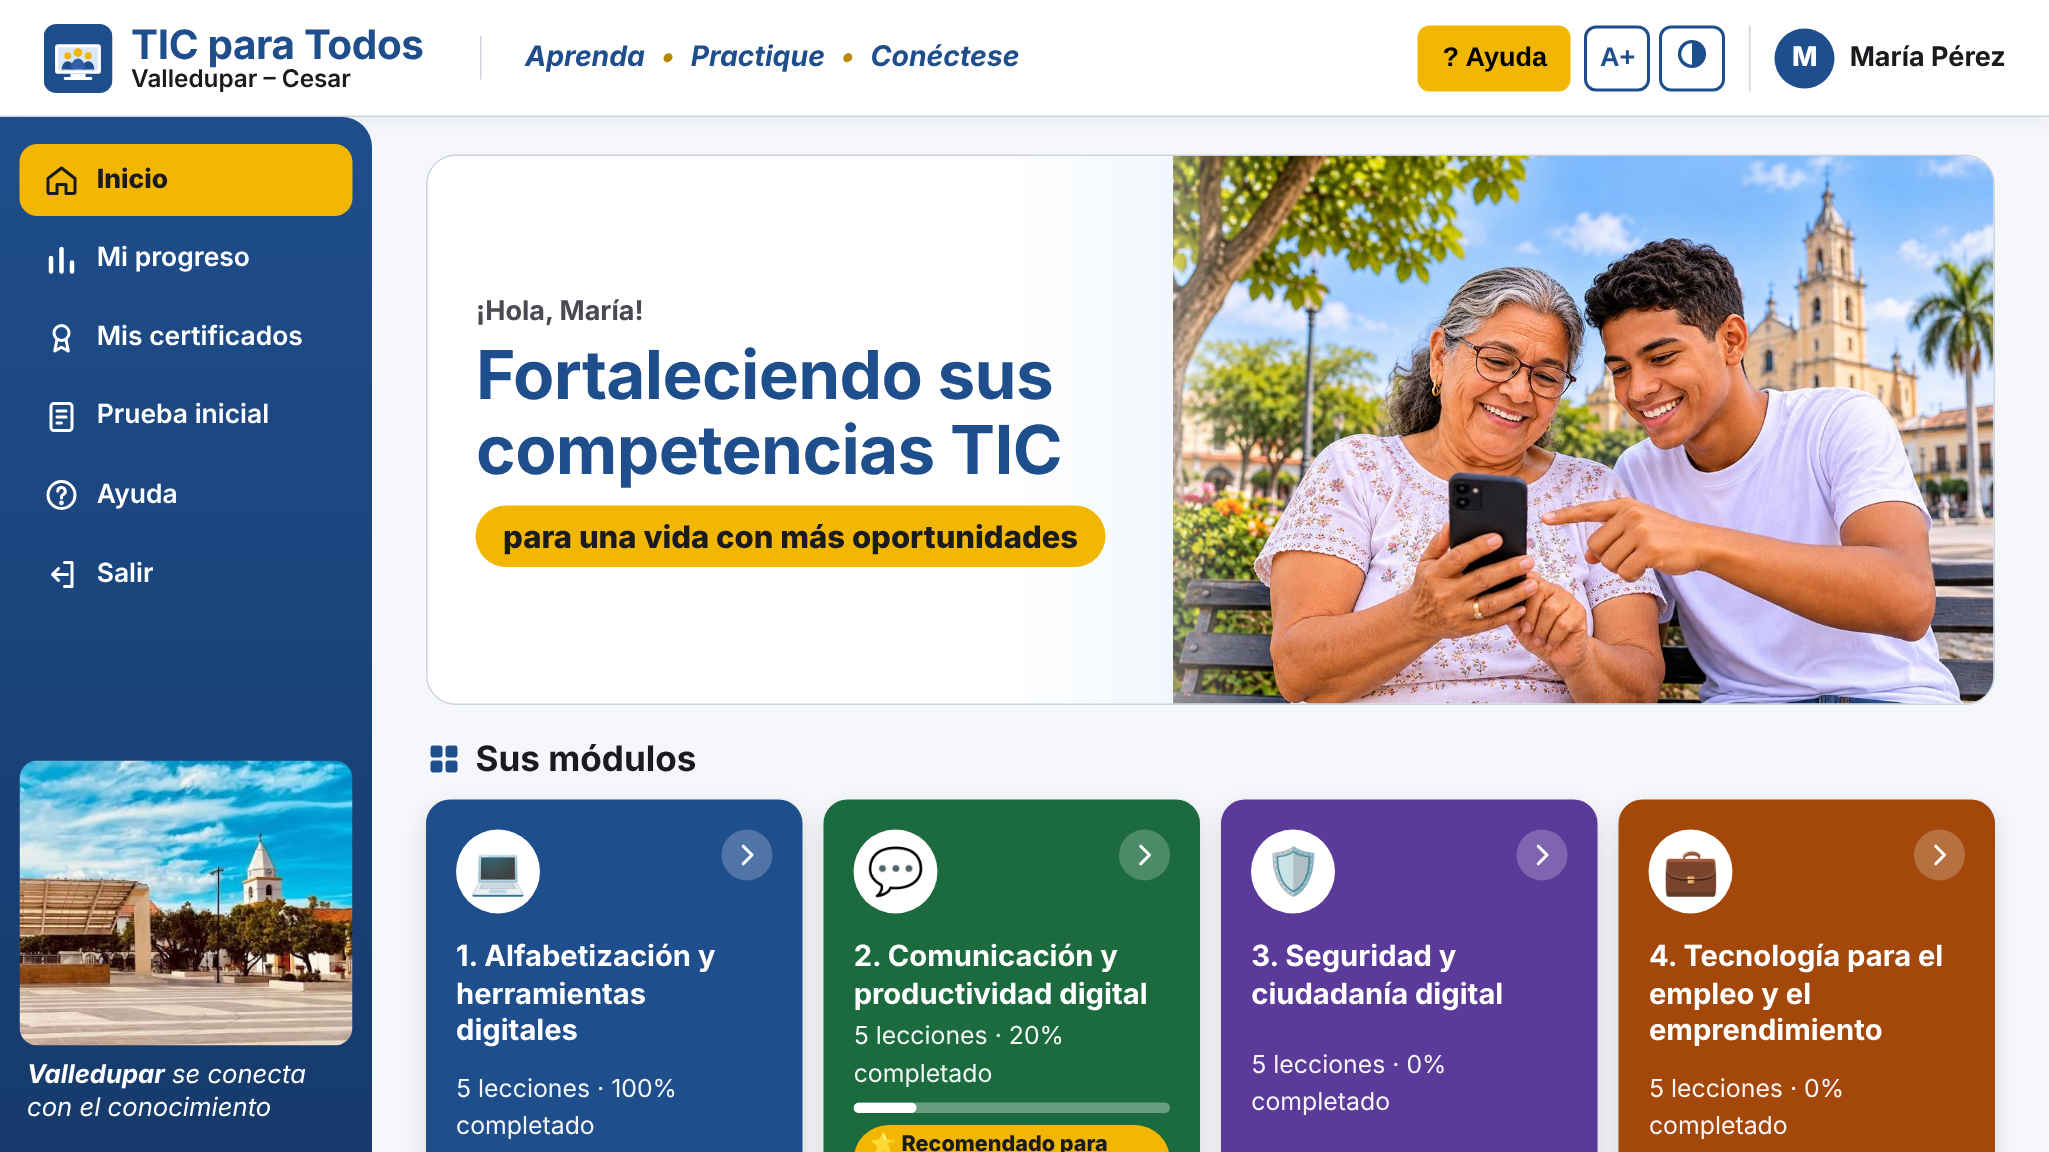 TIC para Todos
Valledupar – Cesar
Aprenda • Practique • Conéctese
? Ayuda
A+
M
María Pérez
Inicio
Mi progreso
Mis certificados
Prueba inicial
Ayuda
Salir
Valledupar se conecta
con el conocimiento
¡Hola, María!
Fortaleciendo sus
competencias TIC
para una vida con más oportunidades
Sus módulos
1. Alfabetización y
herramientas
digitales
5 lecciones · 100%
completado
2. Comunicación y
productividad digital
5 lecciones · 20%
completado
Recomendado para
3. Seguridad y
ciudadanía digital
5 lecciones · 0%
completado
4. Tecnología para el
empleo y el
emprendimiento
5 lecciones · 0%
completado